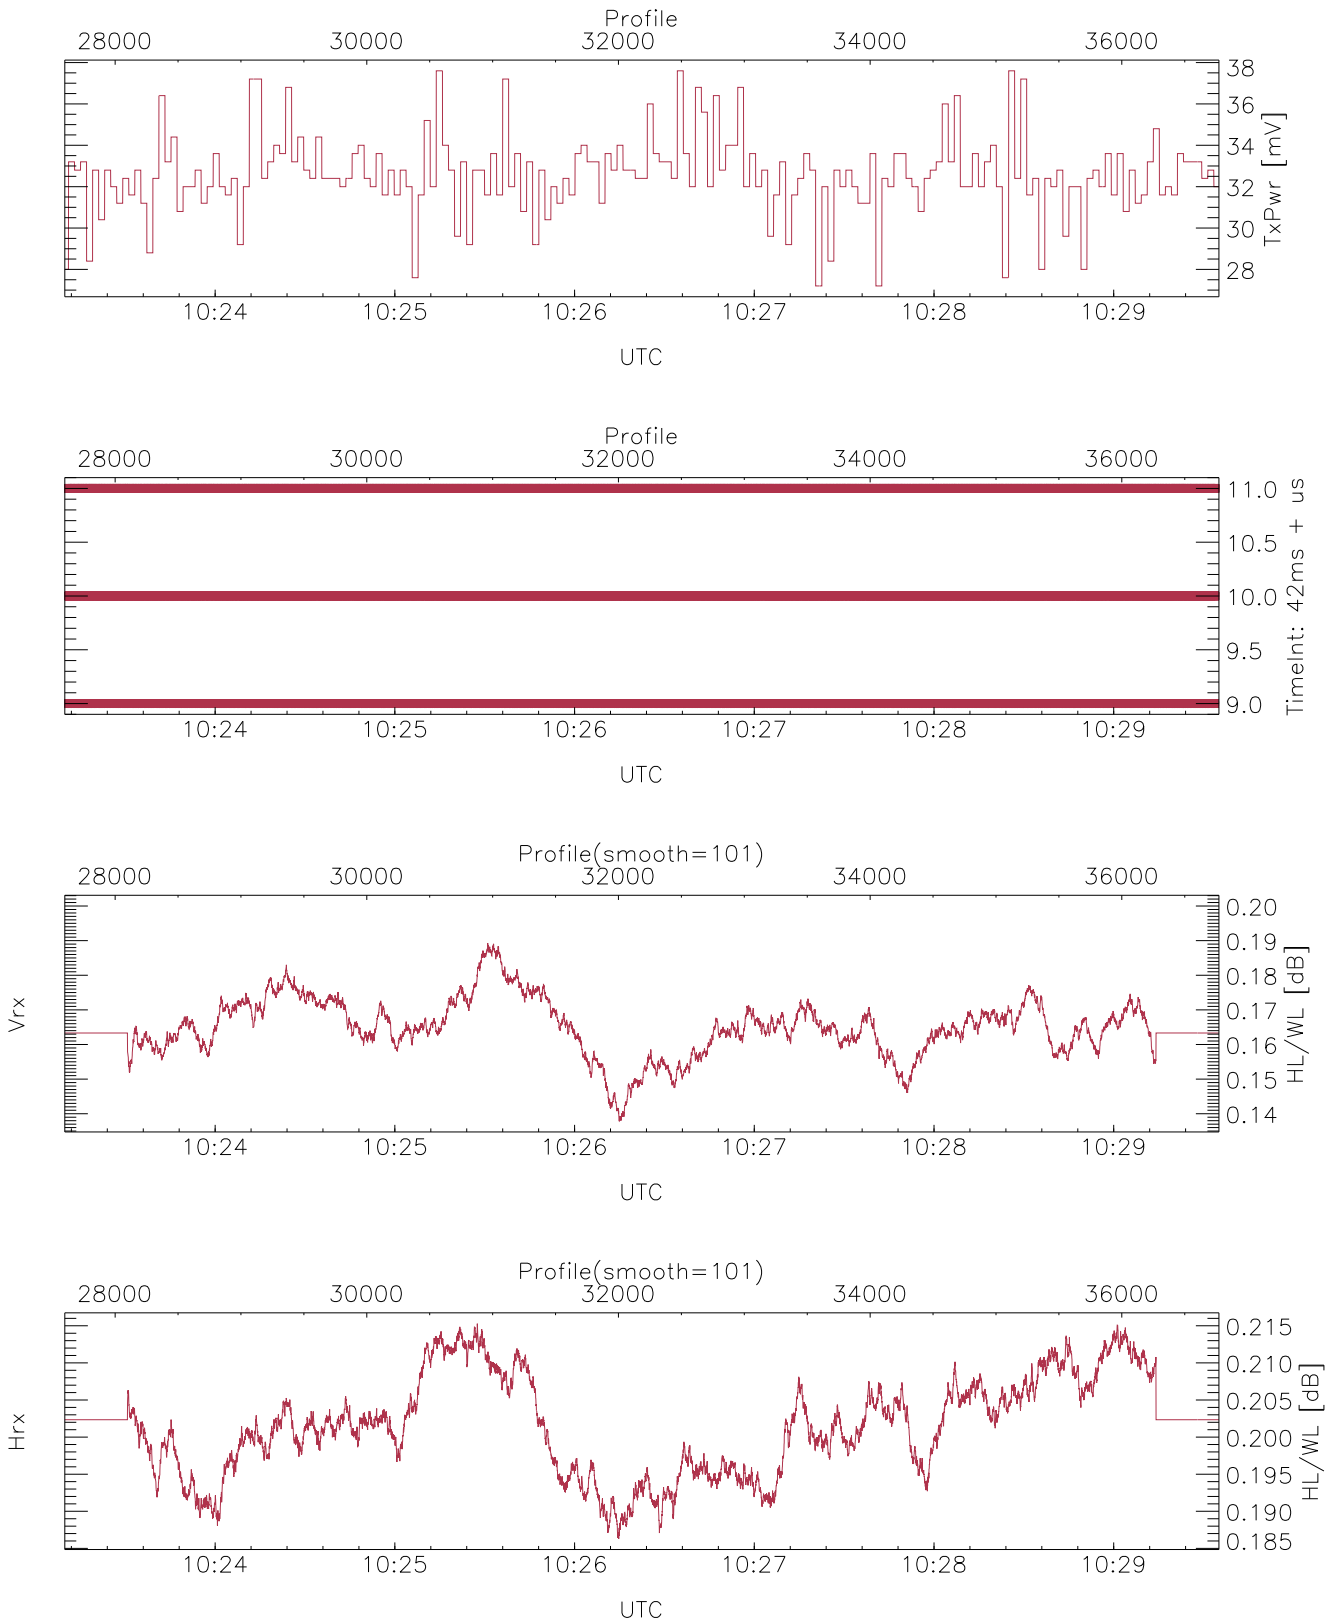 Profile
28000 30000 32000 34000 36000
38
36
34
32
30
28
TxPwr [mV]
10:24 10:25 10:26 10:27 10:28 10:29
UTC
Profile
28000 30000 32000 34000 36000
11.0
10.5
10.0
9.5
9.0
TimeInt: 42ms + us
10:24 10:25 10:26 10:27 10:28 10:29
UTC
Profile(smooth=101)
28000 30000 32000 34000 36000
Vrx
0.20
0.19
0.18
0.17
0.16
0.15
0.14
HL/WL [dB]
10:24 10:25 10:26 10:27 10:28 10:29
UTC
Profile(smooth=101)
28000 30000 32000 34000 36000
Hrx
0.215
0.210
0.205
0.200
0.195
0.190
0.185
HL/WL [dB]
10:24 10:25 10:26 10:27 10:28 10:29
UTC